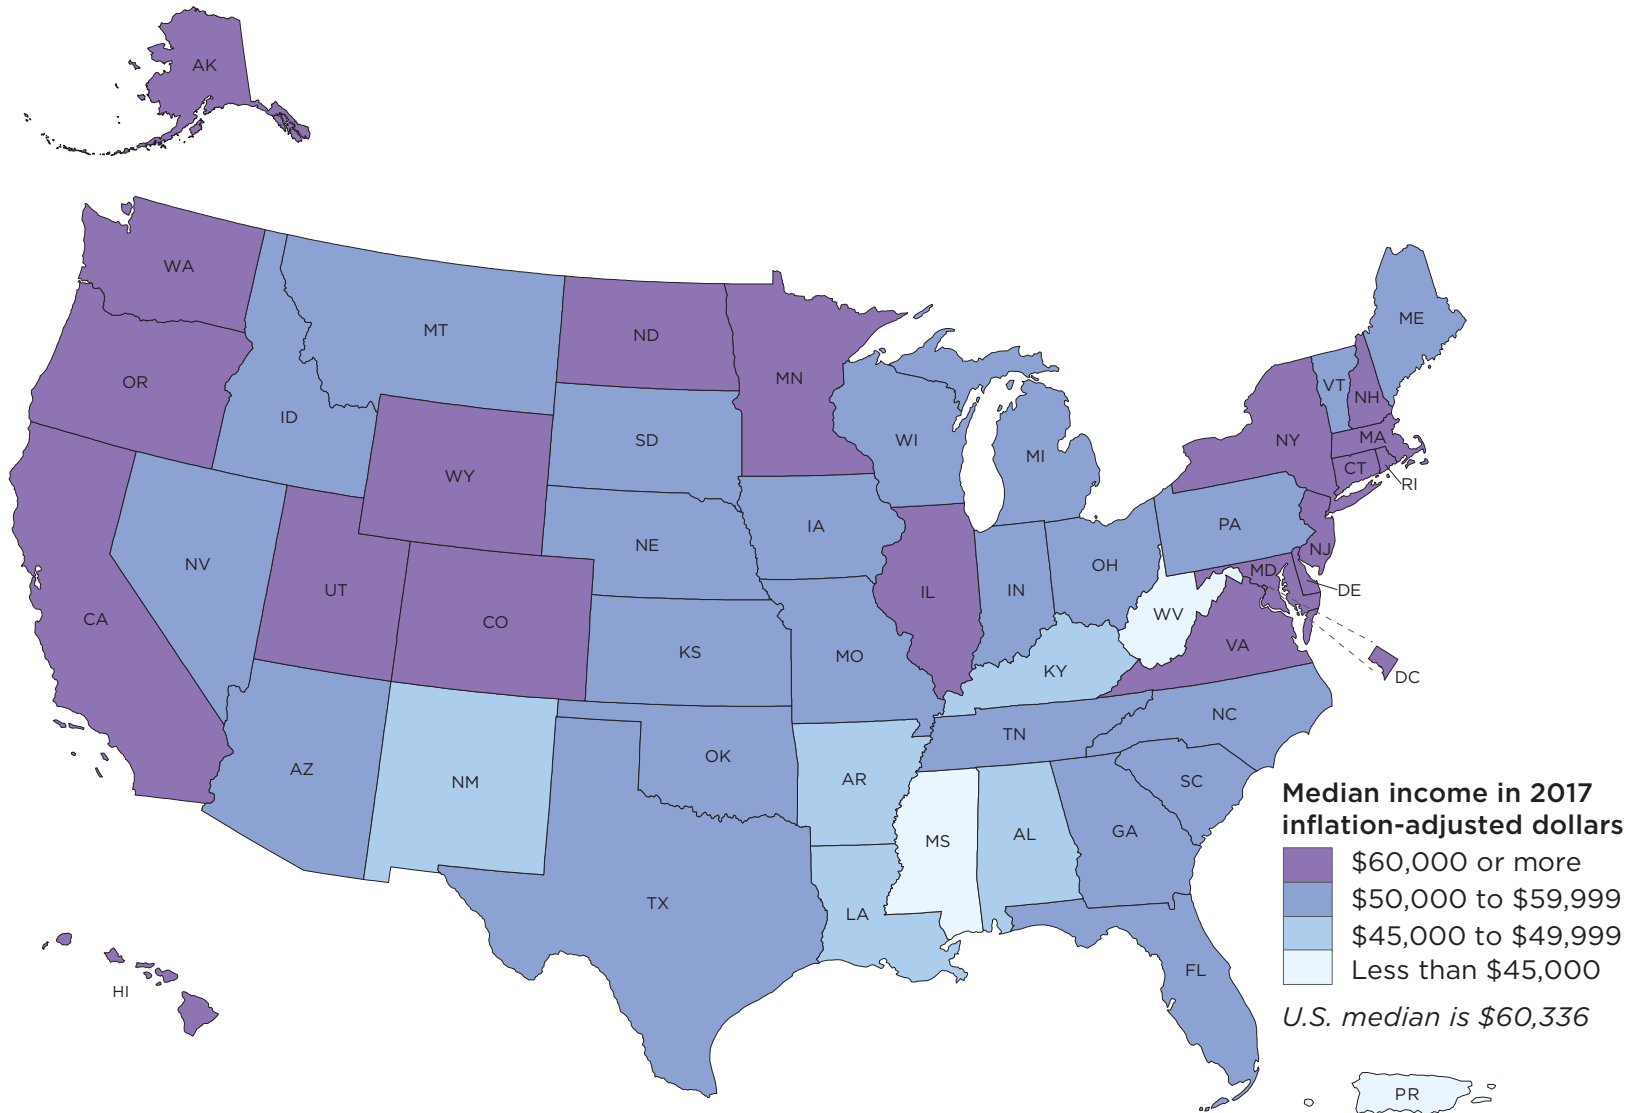 AK
WA
MT
ND
ME
OR
MN
VT
NH
ID
SD
WI
NY
MA
MI
CT
WY
RI
IA
PA
NE
NJ
NV
OH
MD
UT
IN
DE
IL
CA
CO
WV
VA
KS
MO
KY
DC
NC
TN
OK
AZ
NM
AR
SC
GA
MS
AL
TX
LA
FL
HI
Median income in 2017
inflation-adjusted dollars
$60,000 or more
$50,000 to $59,999
$45,000 to $49,999
Less than $45,000
U.S. median is $60,336
PR